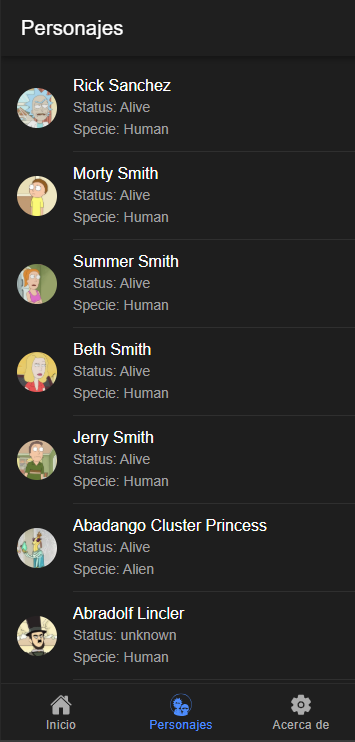 Personajes
Rick Sanchez
Status: Alive
Specie: Human
Morty Smith
Status: Alive
Specie: Human
Summer Smith
Status: Alive
Specie: Human
Beth Smith
Status: Alive
Specie: Human
Jerry Smith
Status: Alive
Specie: Human
Abadango Cluster Princess
Status: Alive
Specie: Alien
Abradolf Lincler
Status: unknown
Specie: Human
Inicio
Personajes
Acerca de